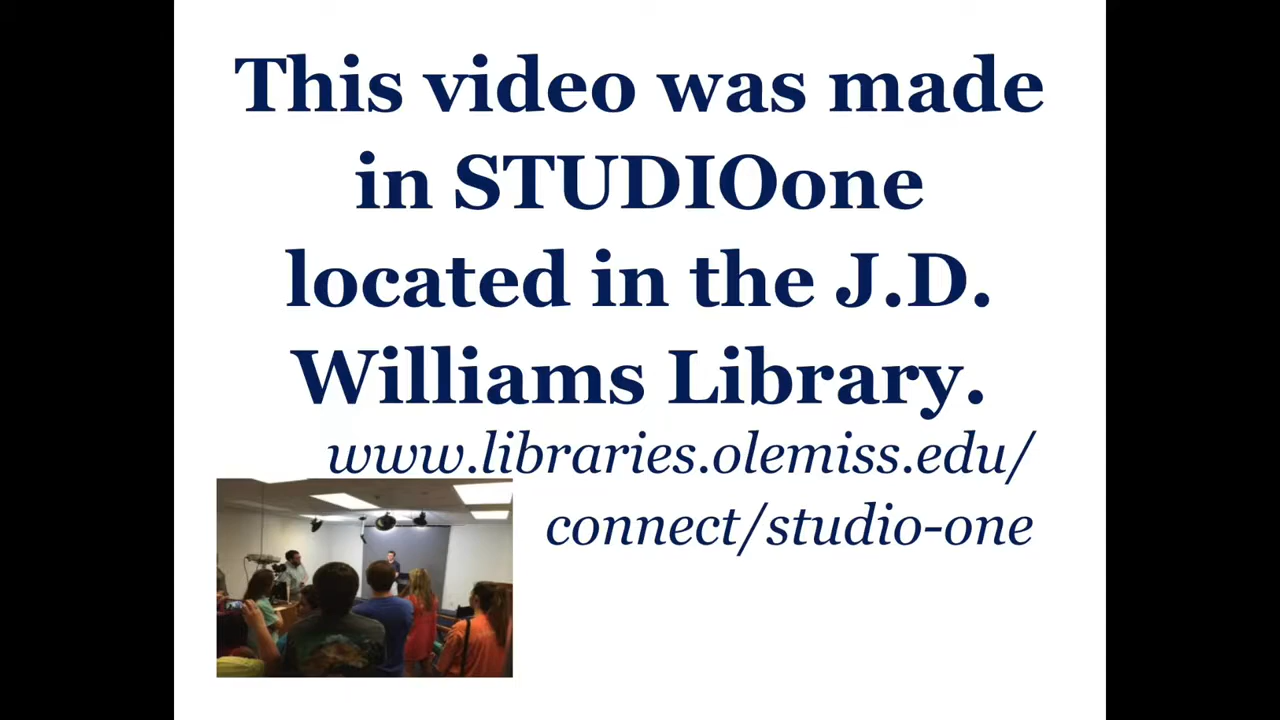 This video was made
in STUDIOone
located in the J.D.
Williams Library.
www.libraries.olemiss.edu/
connect/studio-one